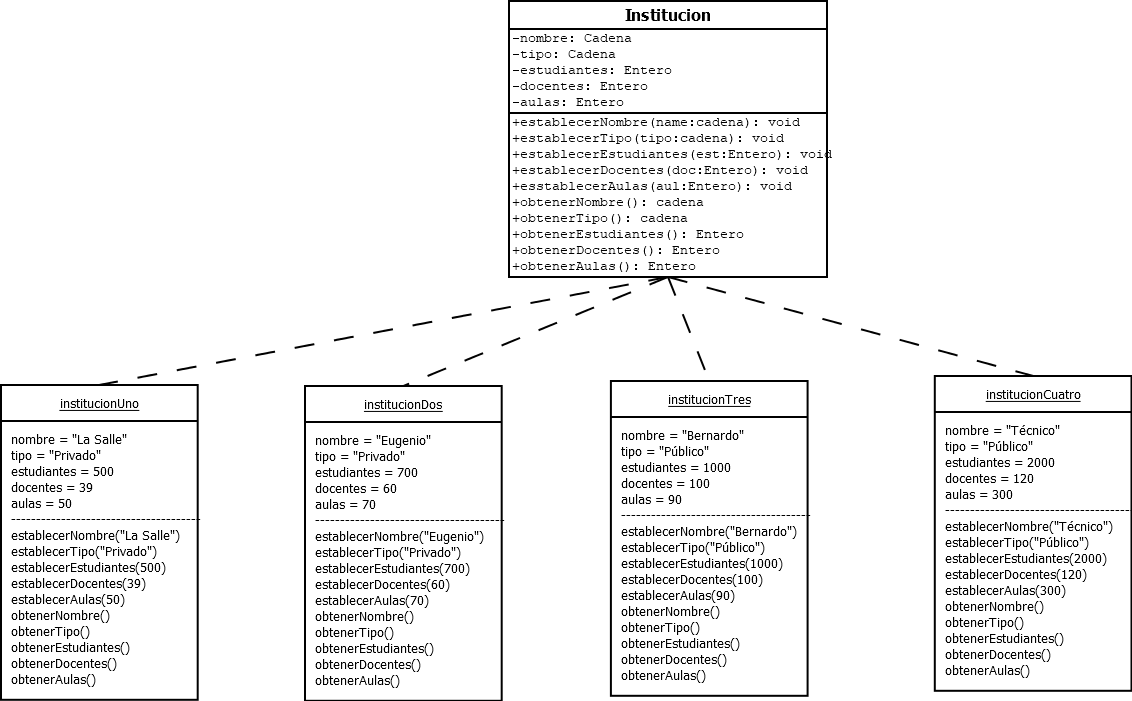 Institucion
-nombre: Cadena
-tipo: Cadena
-estudiantes: Entero
-docentes: Entero
-aulas: Entero
+establecerNombre(name:cadena): void
+establecerTipo(tipo:cadena): void
+establecerEstudiantes(est:Entero): void
+establecerDocentes(doc:Entero): void
+esstablecerAulas(aul:Entero): void
+obtenerNombre(): cadena
+obtenerTipo(): cadena
+obtenerEstudiantes(): Entero
+obtenerDocentes(): Entero
+obtenerAulas(): Entero
institucionUno
nombre = "La Salle"
tipo = "Privado"
estudiantes = 500
docentes = 39
aulas = 50
establecerNombre("La Salle")
establecerTipo("Privado")
establecerEstudiantes(500)
establecerDocentes(39)
establecerAulas(50)
obtenerNombre()
obtenerTipo()
obtenerEstudiantes()
obtenerDocentes()
obtenerAulas()
institucionDos
nombre = "Eugenio"
tipo = "Privado"
estudiantes = 700
docentes = 60
aulas = 70
establecerNombre("Eugenio")
establecerTipo("Privado")
establecerEstudiantes(700)
establecerDocentes(60)
establecerAulas(70)
obtenerNombre()
obtenerTipo()
obtenerEstudiantes()
obtenerDocentes()
obtenerAulas()
institucionTres
nombre = "Bernardo"
tipo = "Público"
estudiantes = 1000
docentes = 100
aulas = 90
establecerNombre("Bernardo")
establecerTipo("Público")
establecerEstudiantes(1000)
establecerDocentes(100)
establecerAulas(90)
obtenerNombre()
obtenerTipo()
obtenerEstudiantes()
obtenerDocentes()
obtenerAulas()
institucionCuatro
nombre = "Técnico"
tipo = "Público"
estudiantes = 2000
docentes = 120
aulas = 300
establecerNombre("Técnico")
establecerTipo("Público")
establecerEstudiantes(2000)
establecerDocentes(120)
establecerAulas(300)
obtenerNombre()
obtenerTipo()
obtenerEstudiantes()
obtenerDocentes()
obtenerAulas()